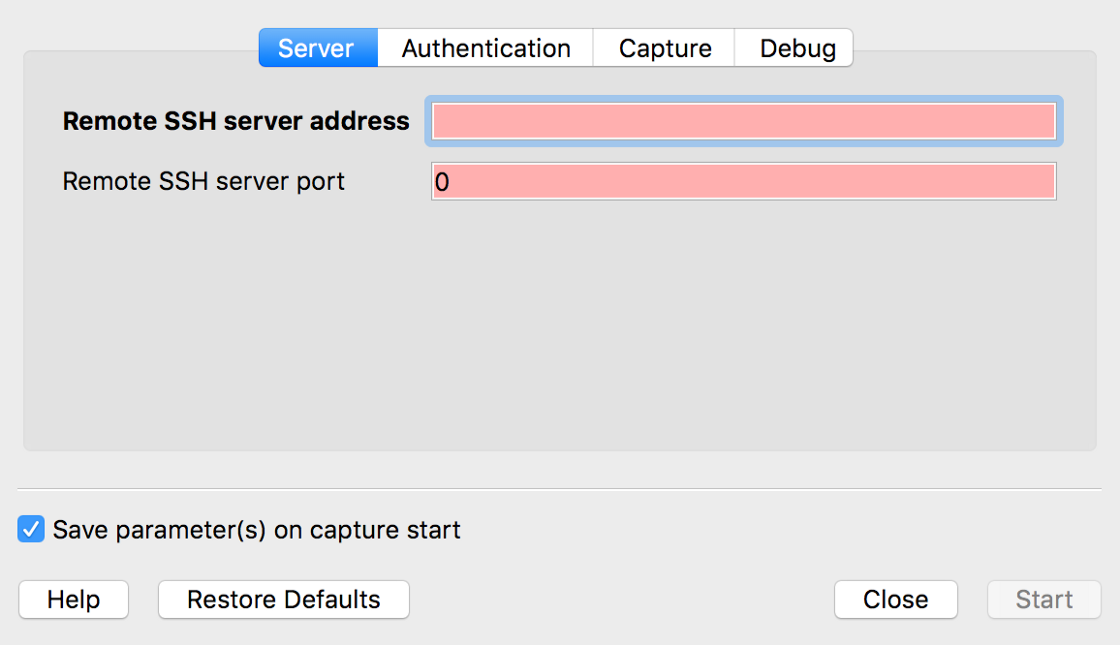 Server Authentication Capture Debug
Remote SSH server address
Remote SSH server port 0
Save parameter(s) on capture start
Help Restore Defaults Close Start